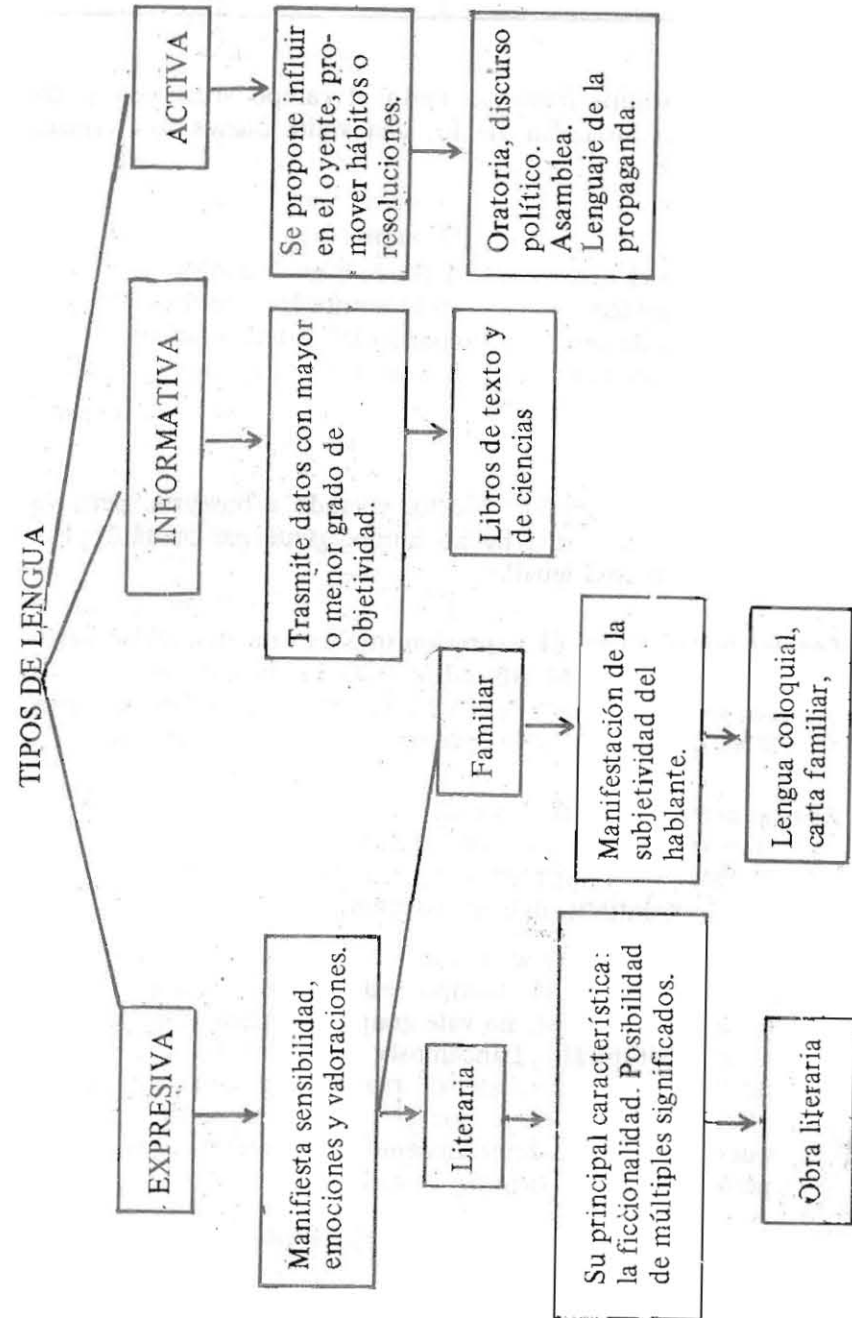 TIPOS DE LENGUA
EXPRESIVA
Manifiesta sensibilidad,
emociones y valoraciones.
Literaria
Su principal característica:
la ficcionalidad. Posibilidad
de múltiples significados.
Obra literaria
Familiar
Manifestación de la
subjetividad del
hablante.
Lengua coloquial,
carta familiar,
INFORMATIVA
Trasmite datos con mayor
o menor grado de
objetividad.
Libros de texto y
de ciencias
ACTIVA
Se propone influir
en el oyente, pro-
mover hábitos o
resoluciones.
Oratoria, discurso
político.
Asamblea.
Lenguaje de la
propaganda.